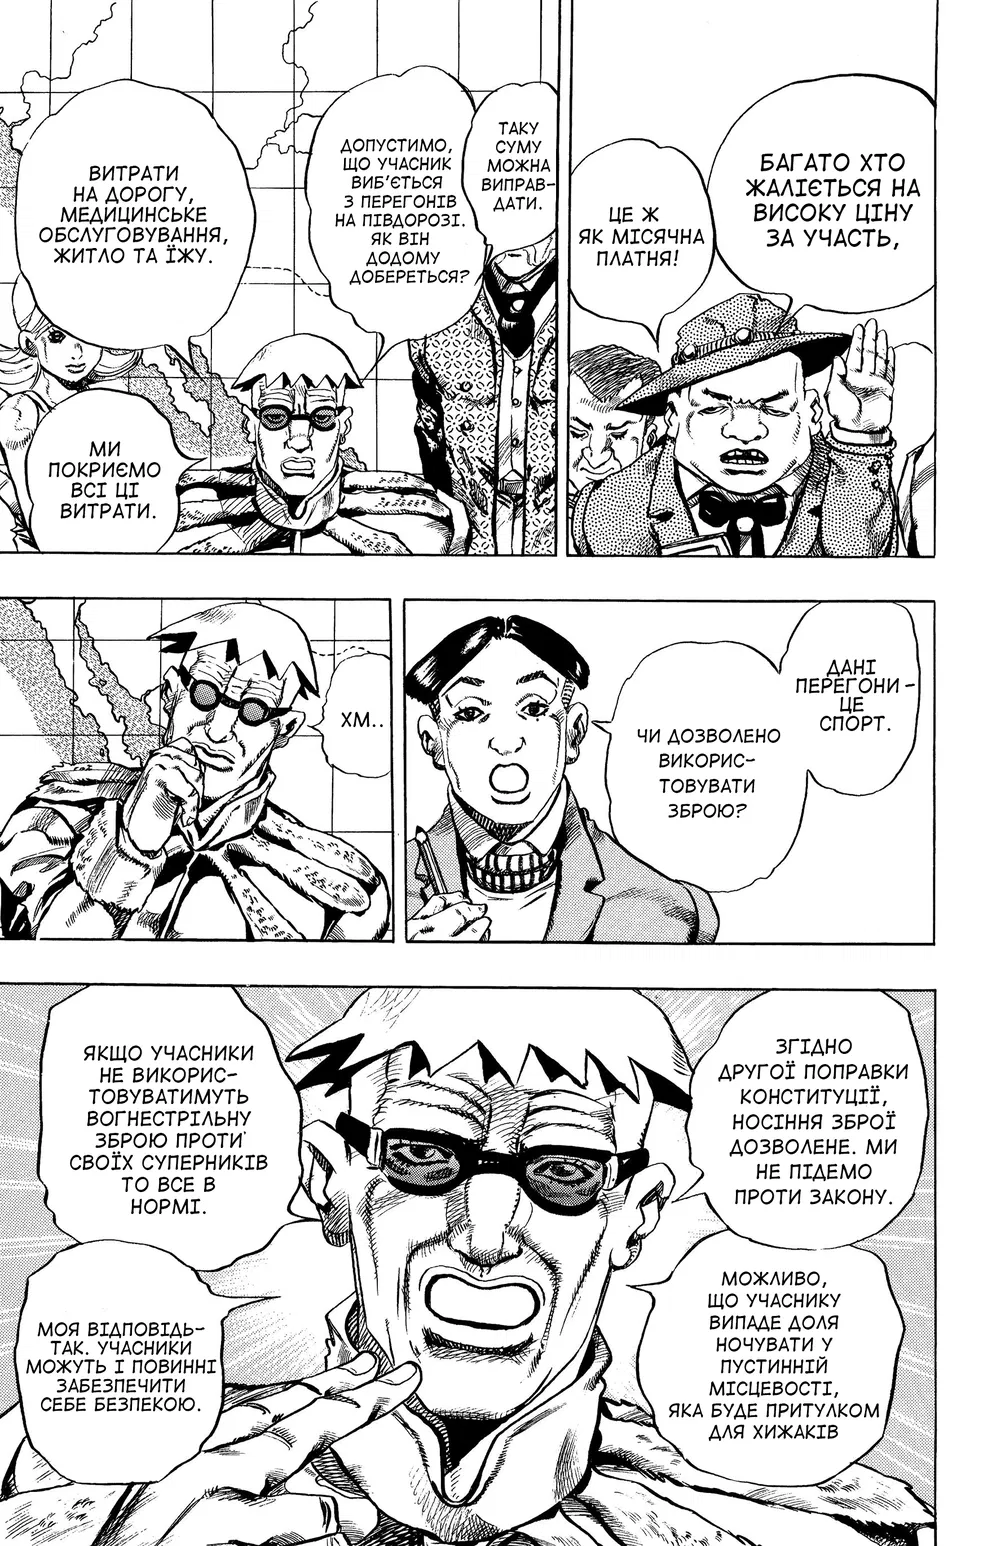 БАГАТО ХТО
ЖАЛІЄТЬСЯ НА
ВИСОКУ ЦІНУ
ЗА УЧАСТЬ,
ЦЕ Ж
ЯК МІСЯЧНА
ПЛАТНЯ!
ТАКУ
СУМУ
МОЖНА
ВИПРАВ-
ДАТИ.
ДОПУСТИМО,
ЩО УЧАСНИК
ВИБ’ЄТЬСЯ
З ПЕРЕГОНІВ
НА ПІВДОРОЗІ.
ЯК ВІН
ДОДОМУ
ДОБЕРЕТЬСЯ?
ВИТРАТИ
НА ДОРОГУ,
МЕДИЦИНСЬКЕ
ОБСЛУГОВУВАННЯ,
ЖИТЛО ТА ЇЖУ.
МИ
ПОКРИЄМО
ВСІ ЦІ
ВИТРАТИ.
ДАНІ
ПЕРЕГОНИ -
ЦЕ
СПОРТ.
ЧИ ДОЗВОЛЕНО
ВИКОРИС-
ТОВУВАТИ
ЗБРОЮ?
ХМ..
ЗГІДНО
ДРУГОЇ ПОПРАВКИ
КОНСТИТУЦІЇ,
НОСІННЯ ЗБРОЇ
ДОЗВОЛЕНЕ. МИ
НЕ ПІДЕМО
ПРОТИ ЗАКОНУ.
МОЖЛИВО,
ЩО УЧАСНИКУ
ВИПАДЕ ДОЛЯ
НОЧУВАТИ У
ПУСТИННІЙ
МІСЦЕВОСТІ,
ЯКА БУДЕ ПРИТУЛКОМ
ДЛЯ ХИЖАКІВ
ЯКЩО УЧАСНИКИ
НЕ ВИКОРИС-
ТОВУВАТИМУТЬ
ВОГНЕСТРІЛЬНУ
ЗБРОЮ ПРОТИ
СВОЇХ СУПЕРНИКІВ
ТО ВСЕ В
НОРМІ.
МОЯ ВІДПОВІДЬ-
ТАК. УЧАСНИКИ
МОЖУТЬ І ПОВИННІ
ЗАБЕЗПЕЧИТИ
СЕБЕ БЕЗПЕКОЮ.